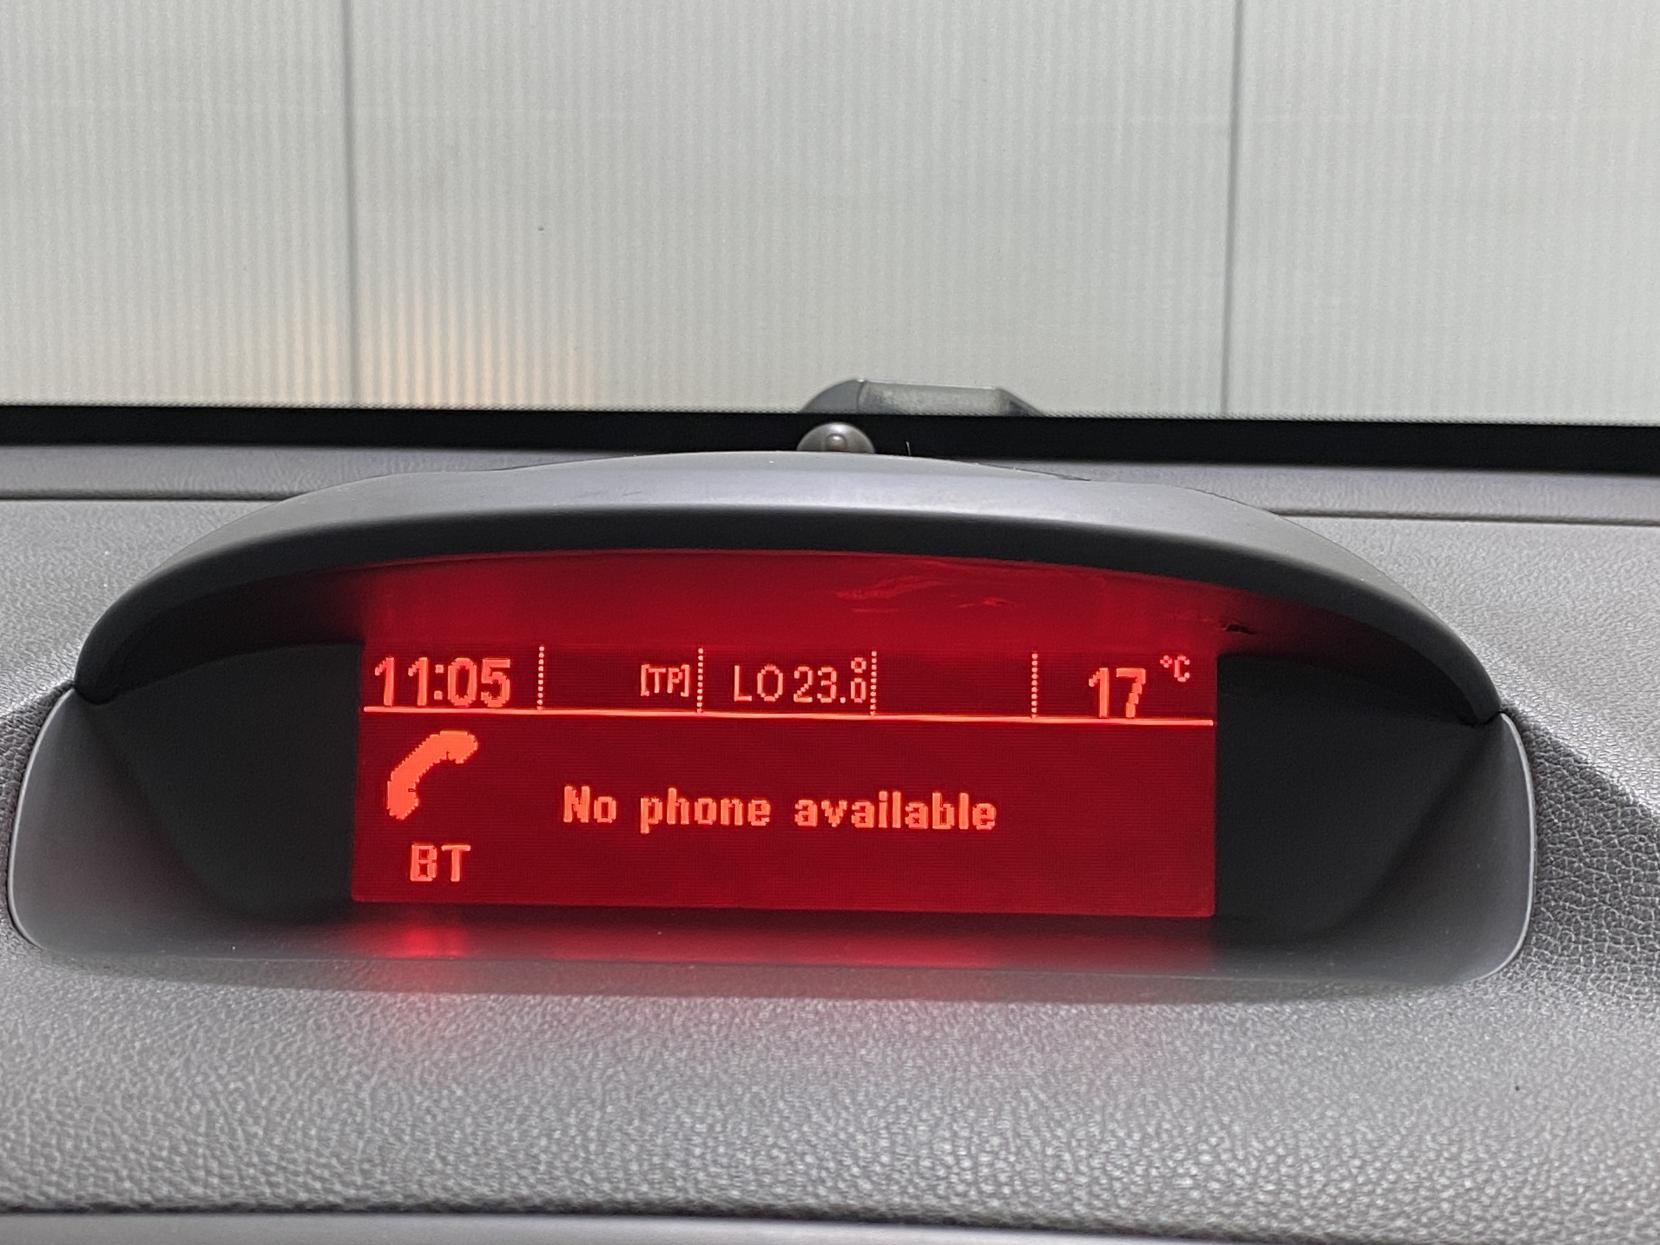 11:05 [TP] LO 23.0° 17 °C
No phone available
BT